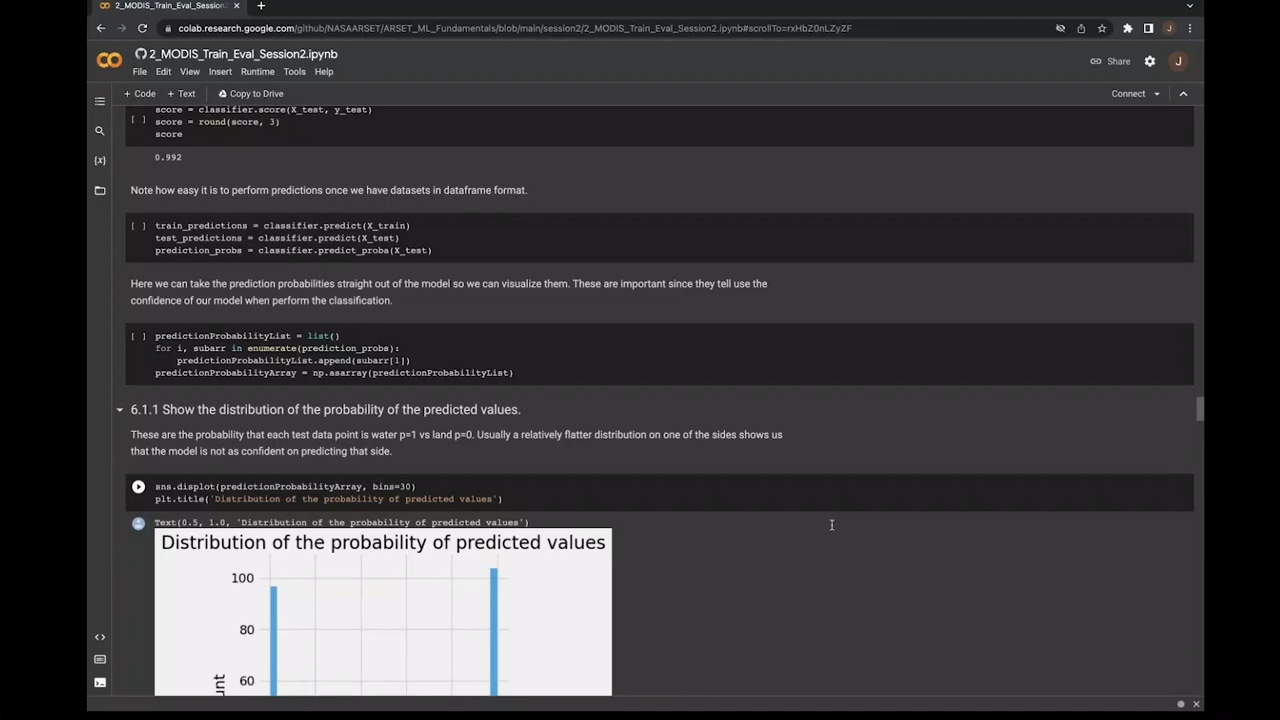 2_MODIS_Train_Eval_Session2.ip
colab.research.google.com/github/NASAARSET/ARSET_ML_Fundamentals/blob/main/session2/2_MODIS_Train_Eval_Session2.ipynb#scrollTo=rxHbZ0nLZyZF
J
2_MODIS_Train_Eval_Session2.ipynb
File Edit View Insert Runtime Tools Help
Share
J
+ Code + Text Copy to Drive
Connect
score = classifier.score(X_test, y_test)
[ ] score = round(score, 3)
score
0.992
{x}
Note how easy it is to perform predictions once we have datasets in dataframe format.
[ ] train_predictions = classifier.predict(X_train)
test_predictions = classifier.predict(X_test)
prediction_probs = classifier.predict_proba(X_test)
Here we can take the prediction probabilities straight out of the model so we can visualize them. These are important since they tell use the
confidence of our model when perform the classification.
[ ] predictionProbabilityList = list()
for i, subarr in enumerate(prediction_probs):
predictionProbabilityList.append(subarr[1])
predictionProbabilityArray = np.asarray(predictionProbabilityList)
6.1.1 Show the distribution of the probability of the predicted values.
These are the probability that each test data point is water p=1 vs land p=0. Usually a relatively flatter distribution on one of the sides shows us
that the model is not as confident on predicting that side.
sns.displot(predictionProbabilityArray, bins=30)
plt.title('Distribution of the probability of predicted values')
Text(0.5, 1.0, 'Distribution of the probability of predicted values')
Distribution of the probability of predicted values
100
80
60